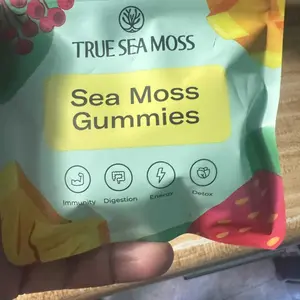 TRUE SEA MOSS
Sea Moss
Gummies
Immunity Digestion Energy Detox